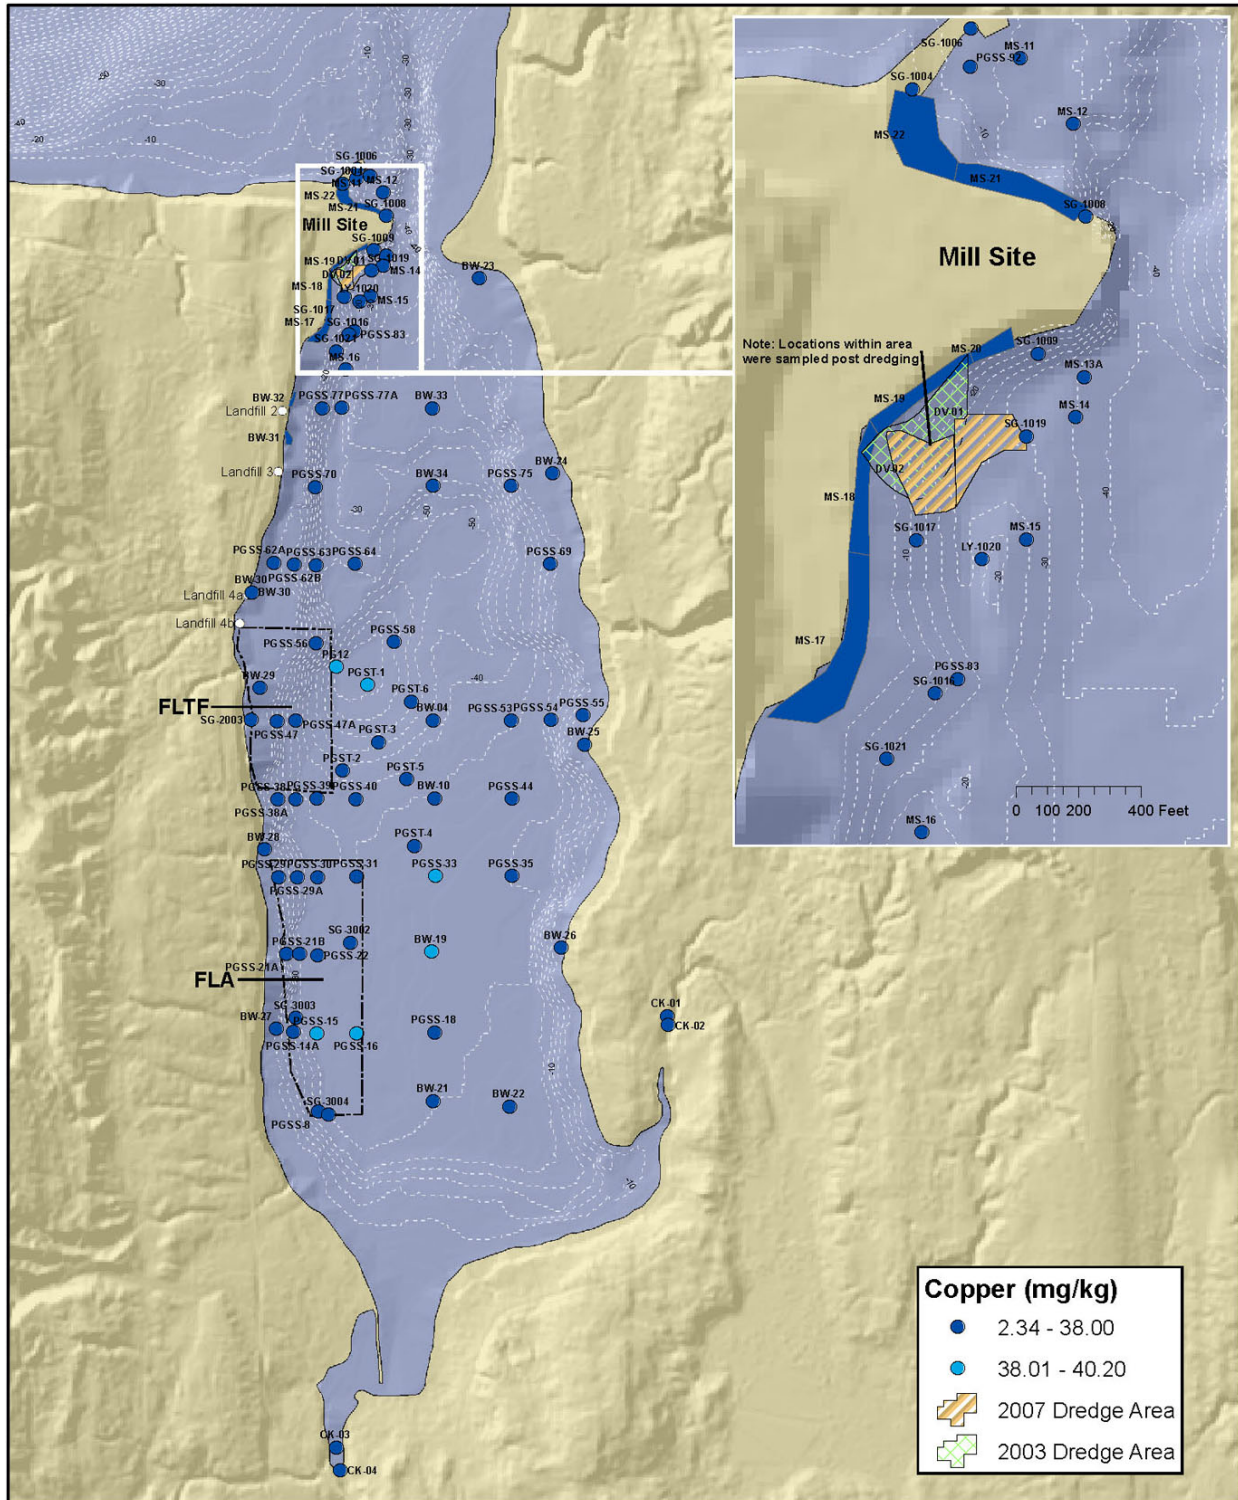 SG-1006
SG-1004
MS-11
MS-12
MS-22
MS-21
SG-1008
Mill Site
SG-1009
MS-19
DV-01
SG-1019
DV-02
MS-14
MS-18
LY-1020
MS-15
SG-1017
MS-17
SG-1016
PGSS-83
SG-1021
MS-16
BW-23
BW-32
PGSS-77
PGSS-77A
BW-33
Landfill 2
BW-31
Landfill 3
PGSS-70
BW-34
PGSS-75
BW-24
PGSS-62A
PGSS-63
PGSS-64
PGSS-62B
PGSS-69
BW-30
BW-30
Landfill 4a
Landfill 4b
PGSS-56
PGSS-58
PG12
PGST-1
BW-29
PGST-6
FLTF
SG-2003
PGSS-47
PGSS-47A
BW-04
PGSS-53
PGSS-54
PGSS-55
PGST-3
BW-25
PGST-2
PGST-5
PGSS-38
PGSS-39
PGSS-40
BW-10
PGSS-44
PGSS-38A
BW-28
PGST-4
PGSS-29
PGSS-30
PGSS-31
PGSS-33
PGSS-35
PGSS-29A
SG-3002
PGSS-21B
PGSS-22
BW-19
BW-26
PGSS-21A
FLA
SG-3003
BW-27
PGSS-15
PGSS-14A
PGSS-16
PGSS-18
CK-01
CK-02
SG-3004
PGSS-8
BW-21
BW-22
CK-03
CK-04
-10
-20
-30
-40
-50
SG-1006
MS-11
PGSS-92
SG-1004
MS-12
MS-22
MS-21
SG-1008
Mill Site
Note: Locations within area
were sampled post dredging
MS-20
SG-1009
MS-13A
MS-19
DV-01
MS-14
SG-1019
DV-02
MS-18
SG-1017
MS-15
LY-1020
MS-17
PGSS-83
SG-1016
SG-1021
MS-16
0 100 200 400 Feet
Copper (mg/kg)
2.34 - 38.00
38.01 - 40.20
2007 Dredge Area
2003 Dredge Area